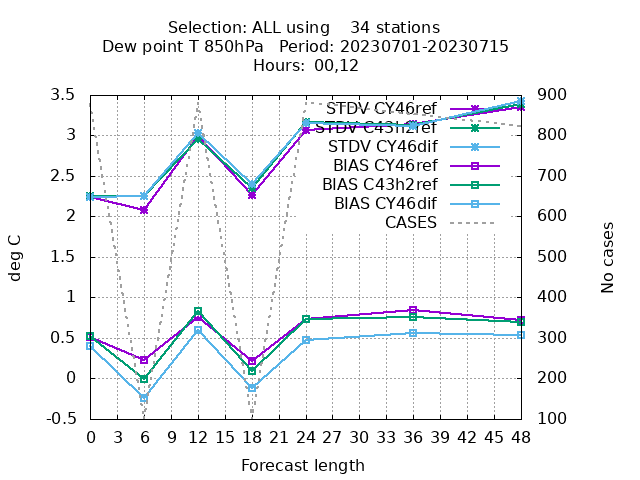 Selection: ALL using 34 stations
Dew point T 850hPa Period: 20230701-20230715
Hours: 00,12
3.5
3
2.5
2
1.5
1
0.5
0
-0.5
deg C
STDV CY46ref
STDV C43h2ref
STDV CY46dif
BIAS CY46ref
BIAS C43h2ref
BIAS CY46dif
CASES
900
800
700
600
500
400
300
200
100
No cases
0 3 6 9 12 15 18 21 24 27 30 33 36 39 42 45 48
Forecast length